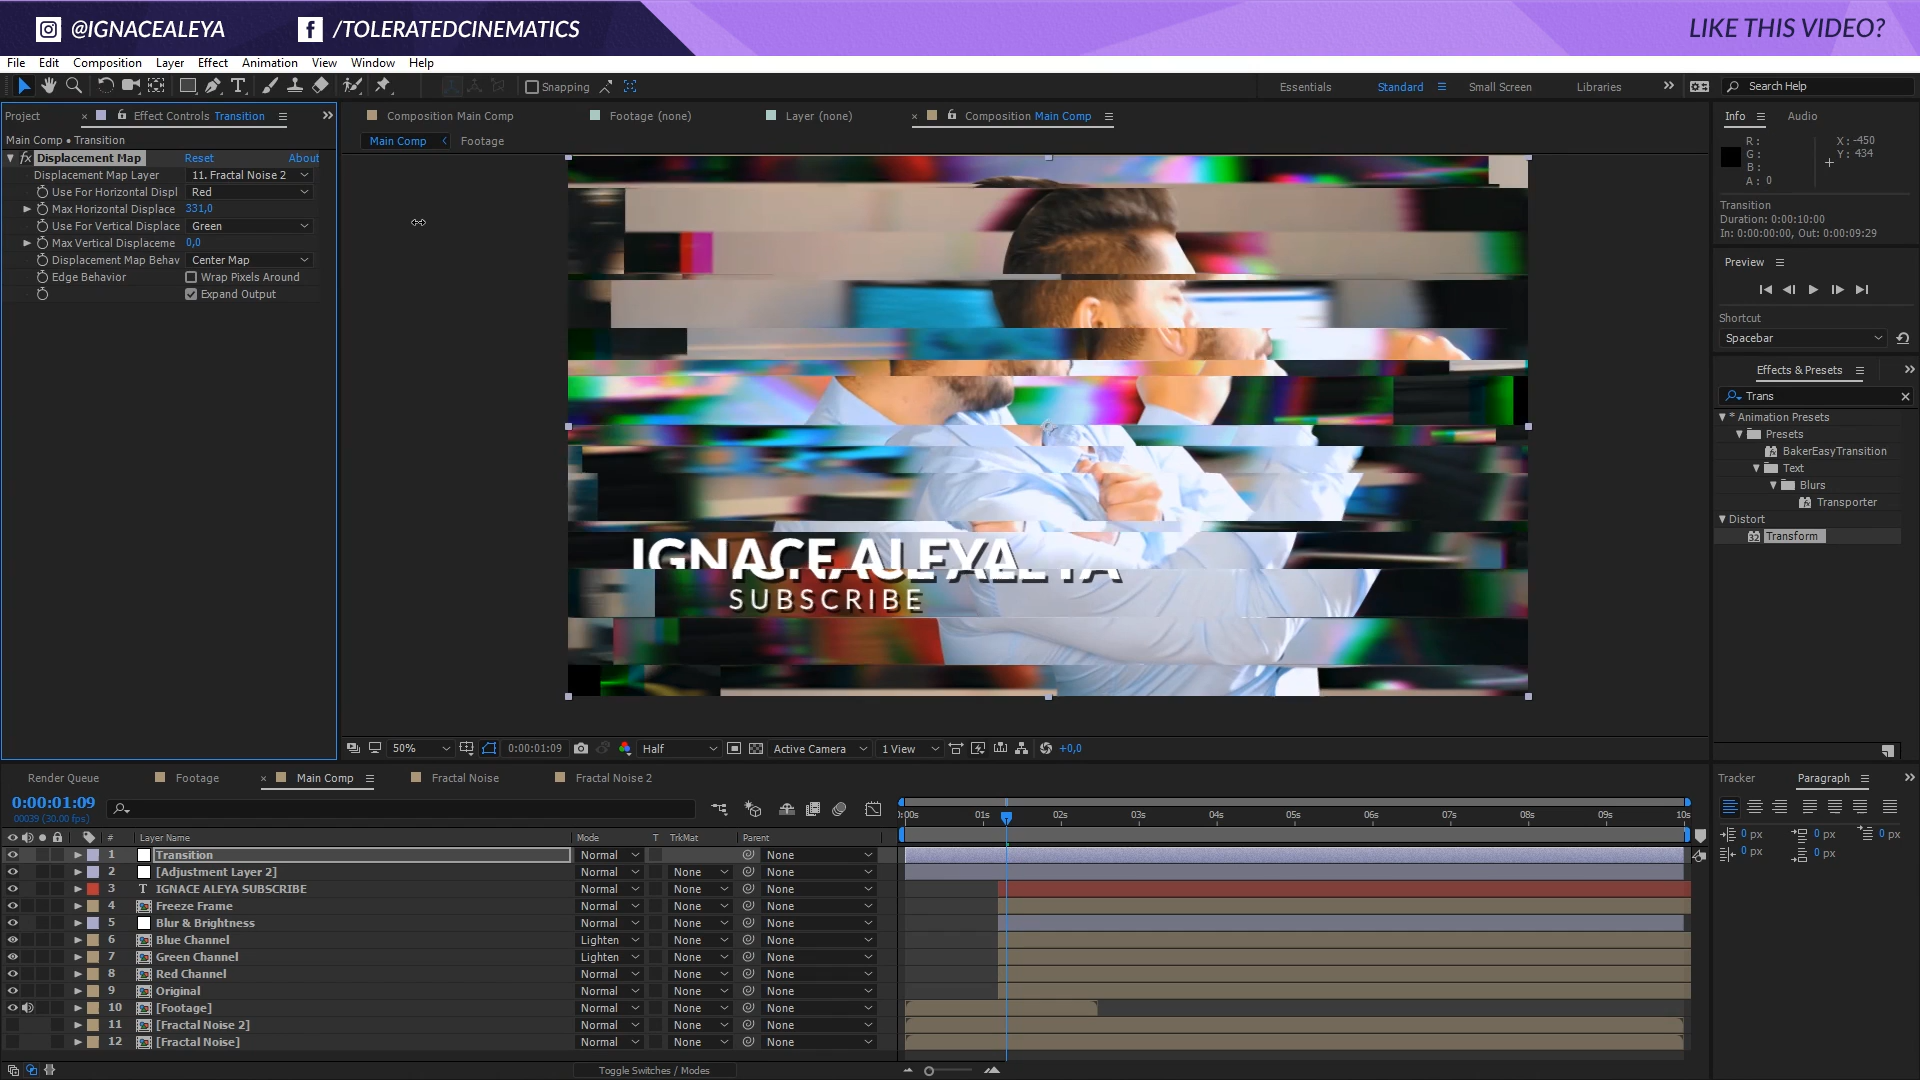 @IGNACEALEYA /TOLERATEDCINEMATICS LIKE THIS VIDEO?
File Edit Composition Layer Effect Animation View Window Help
Snapping Essentials Standard Small Screen Libraries Search Help
Project × Effect Controls Transition
Composition Main Comp Footage (none) Layer (none) × Composition Main Comp
Info Audio
Main Comp • Transition
Main Comp Footage
fx Displacement Map Reset About
Displacement Map Layer 11. Fractal Noise 2
Use For Horizontal Displ Red
Max Horizontal Displace 331,0
Use For Vertical Displace Green
Max Vertical Displaceme 0,0
Displacement Map Behav Center Map
Edge Behavior Wrap Pixels Around
Expand Output
R: X: -450
G: Y: 434
B:
A: 0
Transition
Duration: 0:00:10:00
In: 0:00:00:00, Out: 0:00:09:29
Preview
Shortcut
Spacebar
Effects & Presets
Trans
* Animation Presets
Presets
BakerEasyTransition
Text
Blurs
Transporter
Distort
32 Transform
IGNACE ALEYA
SUBSCRIBE
50% 0:00:01:09 Half Active Camera 1 View +0,0
Render Queue Footage × Main Comp Fractal Noise Fractal Noise 2
Tracker Paragraph
0:00:01:09
00039 (30.00 fps)
:00s 01s 02s 03s 04s 05s 06s 07s 08s 09s 10s
# Layer Name Mode T TrkMat Parent
1 Transition Normal None
2 [Adjustment Layer 2] Normal None None
3 T IGNACE ALEYA SUBSCRIBE Normal None None
4 Freeze Frame Normal None None
5 Blur & Brightness Normal None None
6 Blue Channel Lighten None None
7 Green Channel Lighten None None
8 Red Channel Normal None None
9 Original Normal None None
10 [Footage] Normal None None
11 [Fractal Noise 2] Normal None None
12 [Fractal Noise] Normal None None
Toggle Switches / Modes
0 px 0 px 0 px
0 px 0 px